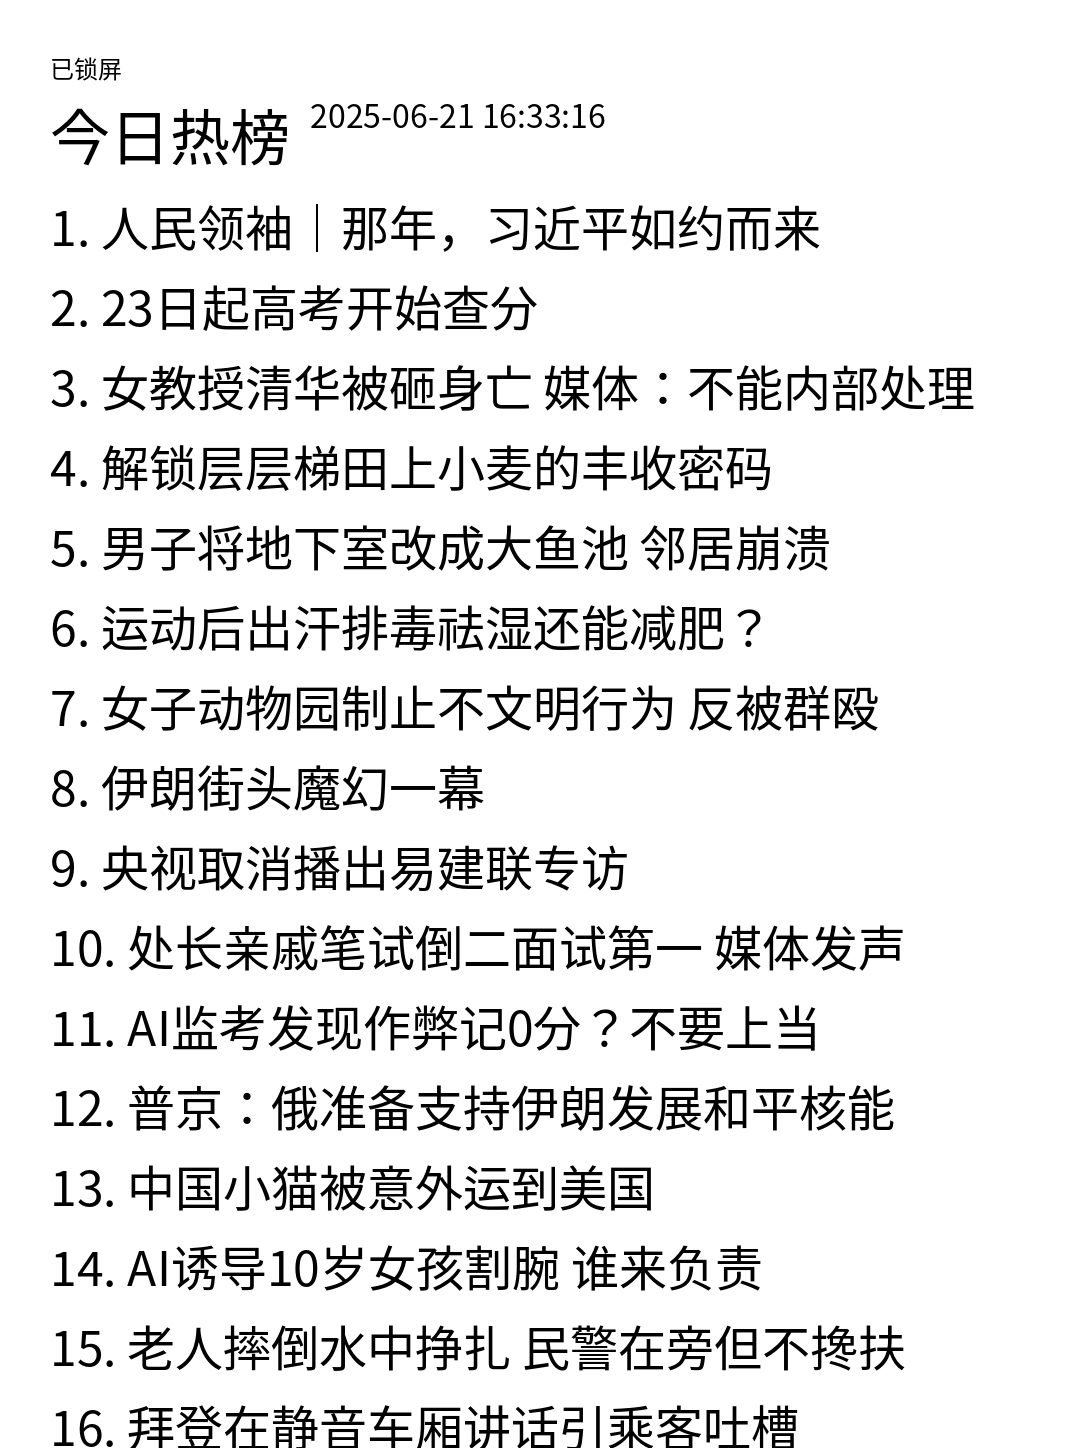 已锁屏
今日热榜 2025-06-21 16:33:16
1. 人民领袖｜那年，习近平如约而来
2. 23日起高考开始查分
3. 女教授清华被砸身亡 媒体：不能内部处理
4. 解锁层层梯田上小麦的丰收密码
5. 男子将地下室改成大鱼池 邻居崩溃
6. 运动后出汗排毒祛湿还能减肥？
7. 女子动物园制止不文明行为 反被群殴
8. 伊朗街头魔幻一幕
9. 央视取消播出易建联专访
10. 处长亲戚笔试倒二面试第一 媒体发声
11. AI监考发现作弊记0分？不要上当
12. 普京：俄准备支持伊朗发展和平核能
13. 中国小猫被意外运到美国
14. AI诱导10岁女孩割腕 谁来负责
15. 老人摔倒水中挣扎 民警在旁但不搀扶
16. 拜登在静音车厢讲话引乘客吐槽